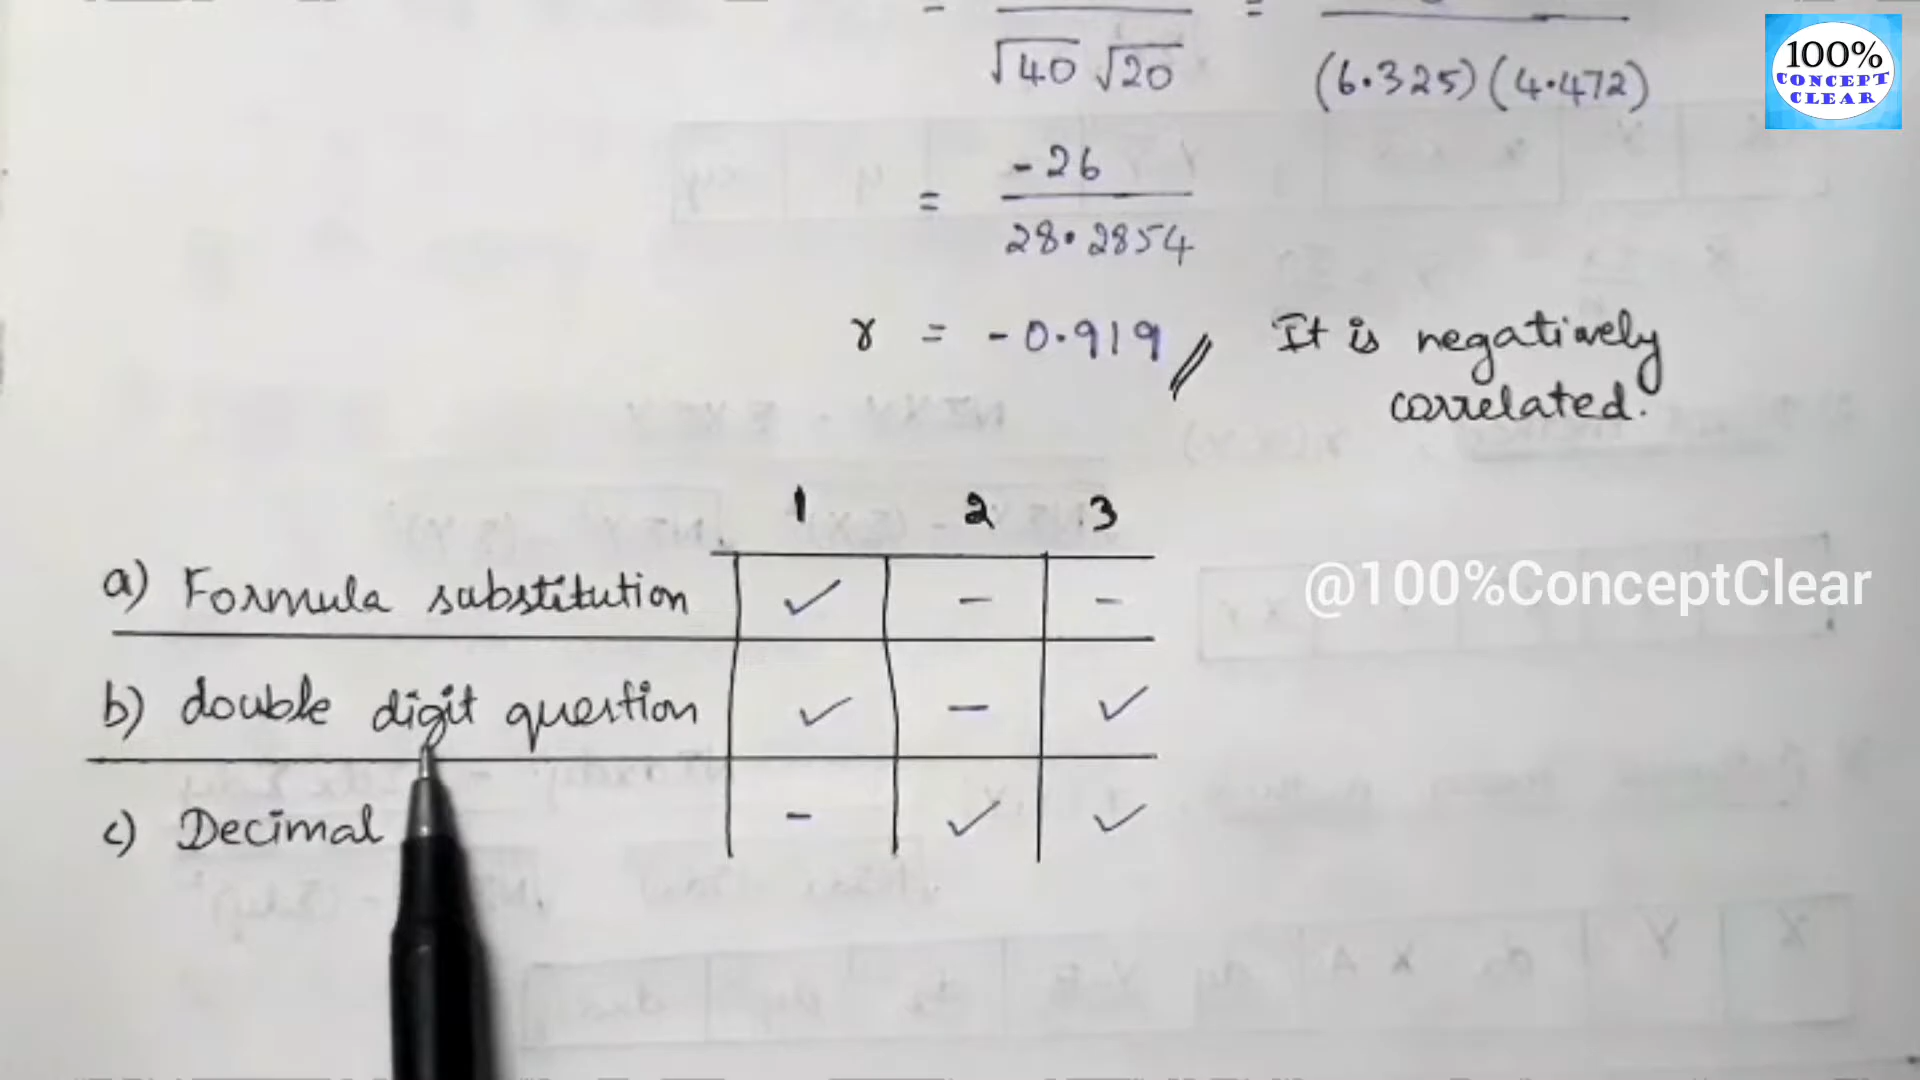 = =
√40 √20 (6.325)(4.472)
100%
CONCEPT
CLEAR
= -26
28.2854
r = -0.919 // It is negatively
correlated.
1 2 3
a) Formula substitution ✓ - -
@100%ConceptClear
b) double digit question ✓ - ✓
c) Decimal - ✓ ✓